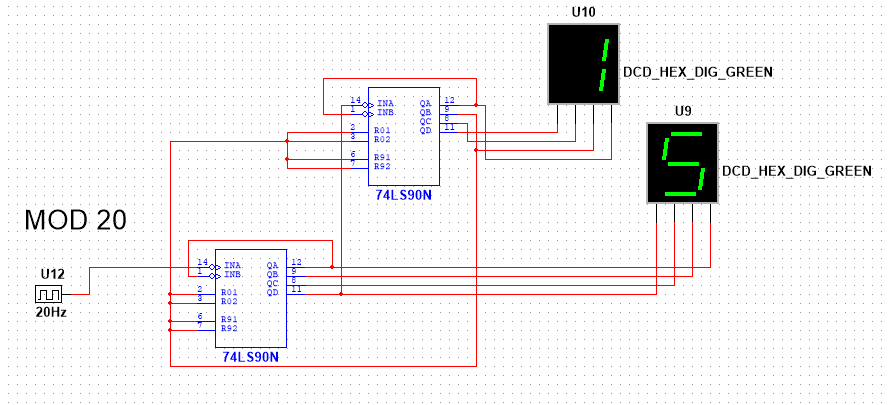 U10
1
DCD_HEX_DIG_GREEN
U9
5
DCD_HEX_DIG_GREEN
14 INA QA 12
1 INB QB 9
QC 8
2 R01 QD 11
3 R02
6 R91
7 R92
74LS90N
MOD 20
U12
20Hz
14 INA QA 12
1 INB QB 9
QC 8
2 R01 QD 11
3 R02
6 R91
7 R92
74LS90N